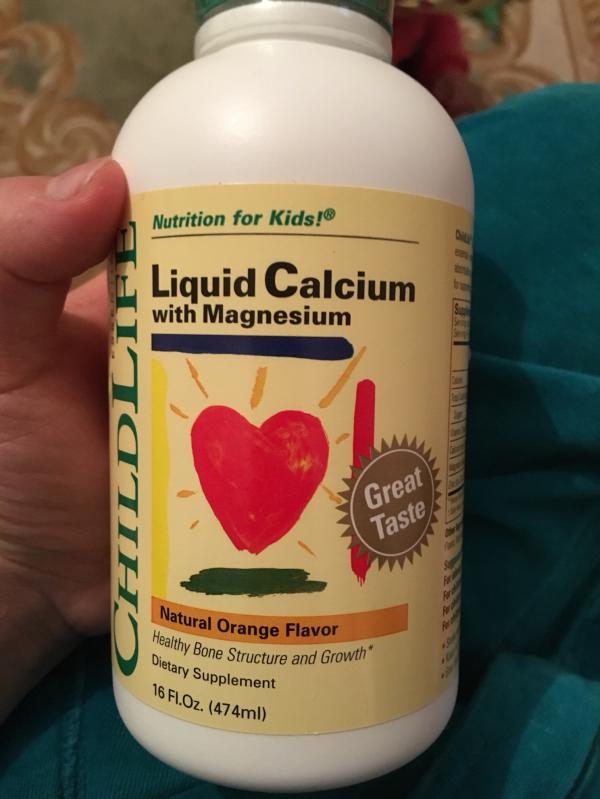 CHILDLIFE
Nutrition for Kids!®
Liquid Calcium
with Magnesium
Great
Taste
Natural Orange Flavor
Healthy Bone Structure and Growth*
Dietary Supplement
16 Fl.Oz. (474ml)